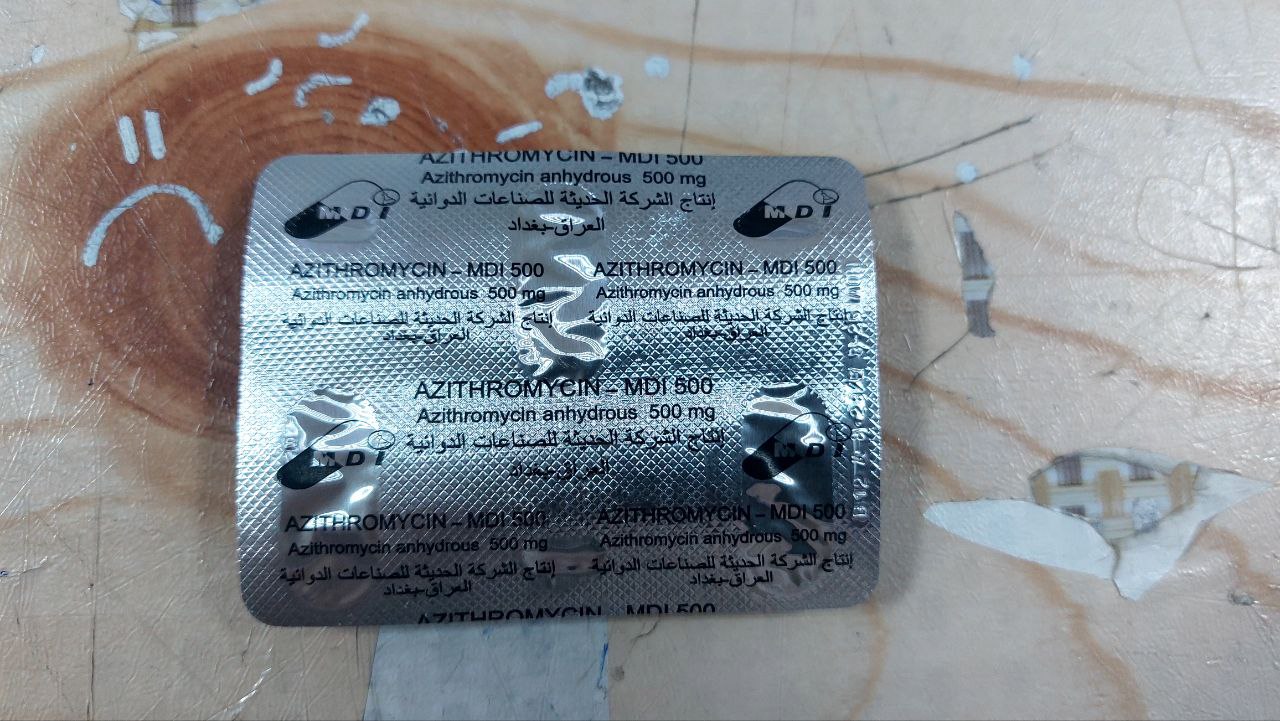 AZITHROMYCIN – MDI 500
Azithromycin anhydrous 500 mg
إنتاج الشركة الحديثة للصناعات الدوائية
العراق-بغداد
MDI
MDI
AZITHROMYCIN – MDI 500
Azithromycin anhydrous 500 mg
إنتاج الشركة الحديثة للصناعات الدوائية
العراق-بغداد
AZITHROMYCIN – MDI 500
Azithromycin anhydrous 500 mg
إنتاج الشركة الحديثة للصناعات الدوائية
العراق-بغداد
AZITHROMYCIN – MDI 500
Azithromycin anhydrous 500 mg
إنتاج الشركة الحديثة للصناعات الدوائية
العراق-بغداد
MDI
MDI
AZITHROMYCIN – MDI 500
Azithromycin anhydrous 500 mg
إنتاج الشركة الحديثة للصناعات الدوائية
العراق-بغداد
AZITHROMYCIN – MDI 500
Azithromycin anhydrous 500 mg
إنتاج الشركة الحديثة للصناعات الدوائية
العراق-بغداد
AZITHROMYCIN – MDI 500